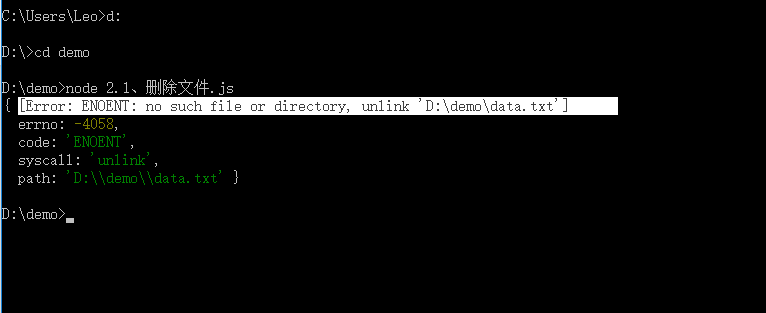 C:\Users\Leo>d:
D:\>cd demo
D:\demo>node 2.1、删除文件.js
{ [Error: ENOENT: no such file or directory, unlink 'D:\demo\data.txt']
errno: -4058,
code: 'ENOENT',
syscall: 'unlink',
path: 'D:\\demo\\data.txt' }
D:\demo>